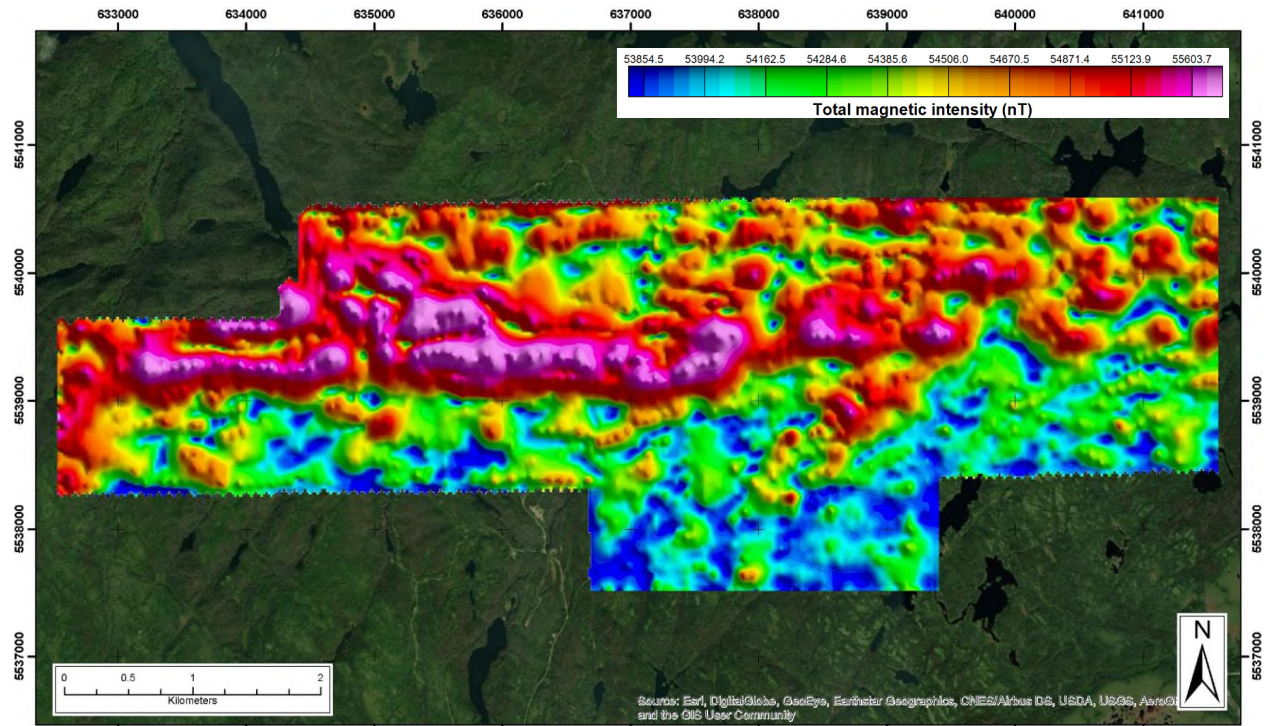 633000 634000 635000 636000 637000 638000 639000 640000 641000
53854.5 53994.2 54162.5 54284.6 54385.6 54506.0 54670.5 54871.4 55123.9 55603.7
Total magnetic intensity (nT)
5541000 5541000
5540000 5540000
5539000 5539000
5538000 5538000
5537000 5537000
N
0 0.5 1 2
Kilometers
Source: Esri, DigitalGlobe, GeoEye, Earthstar Geographics, CNES/Airbus DS, USDA, USGS,
and the GIS User Community